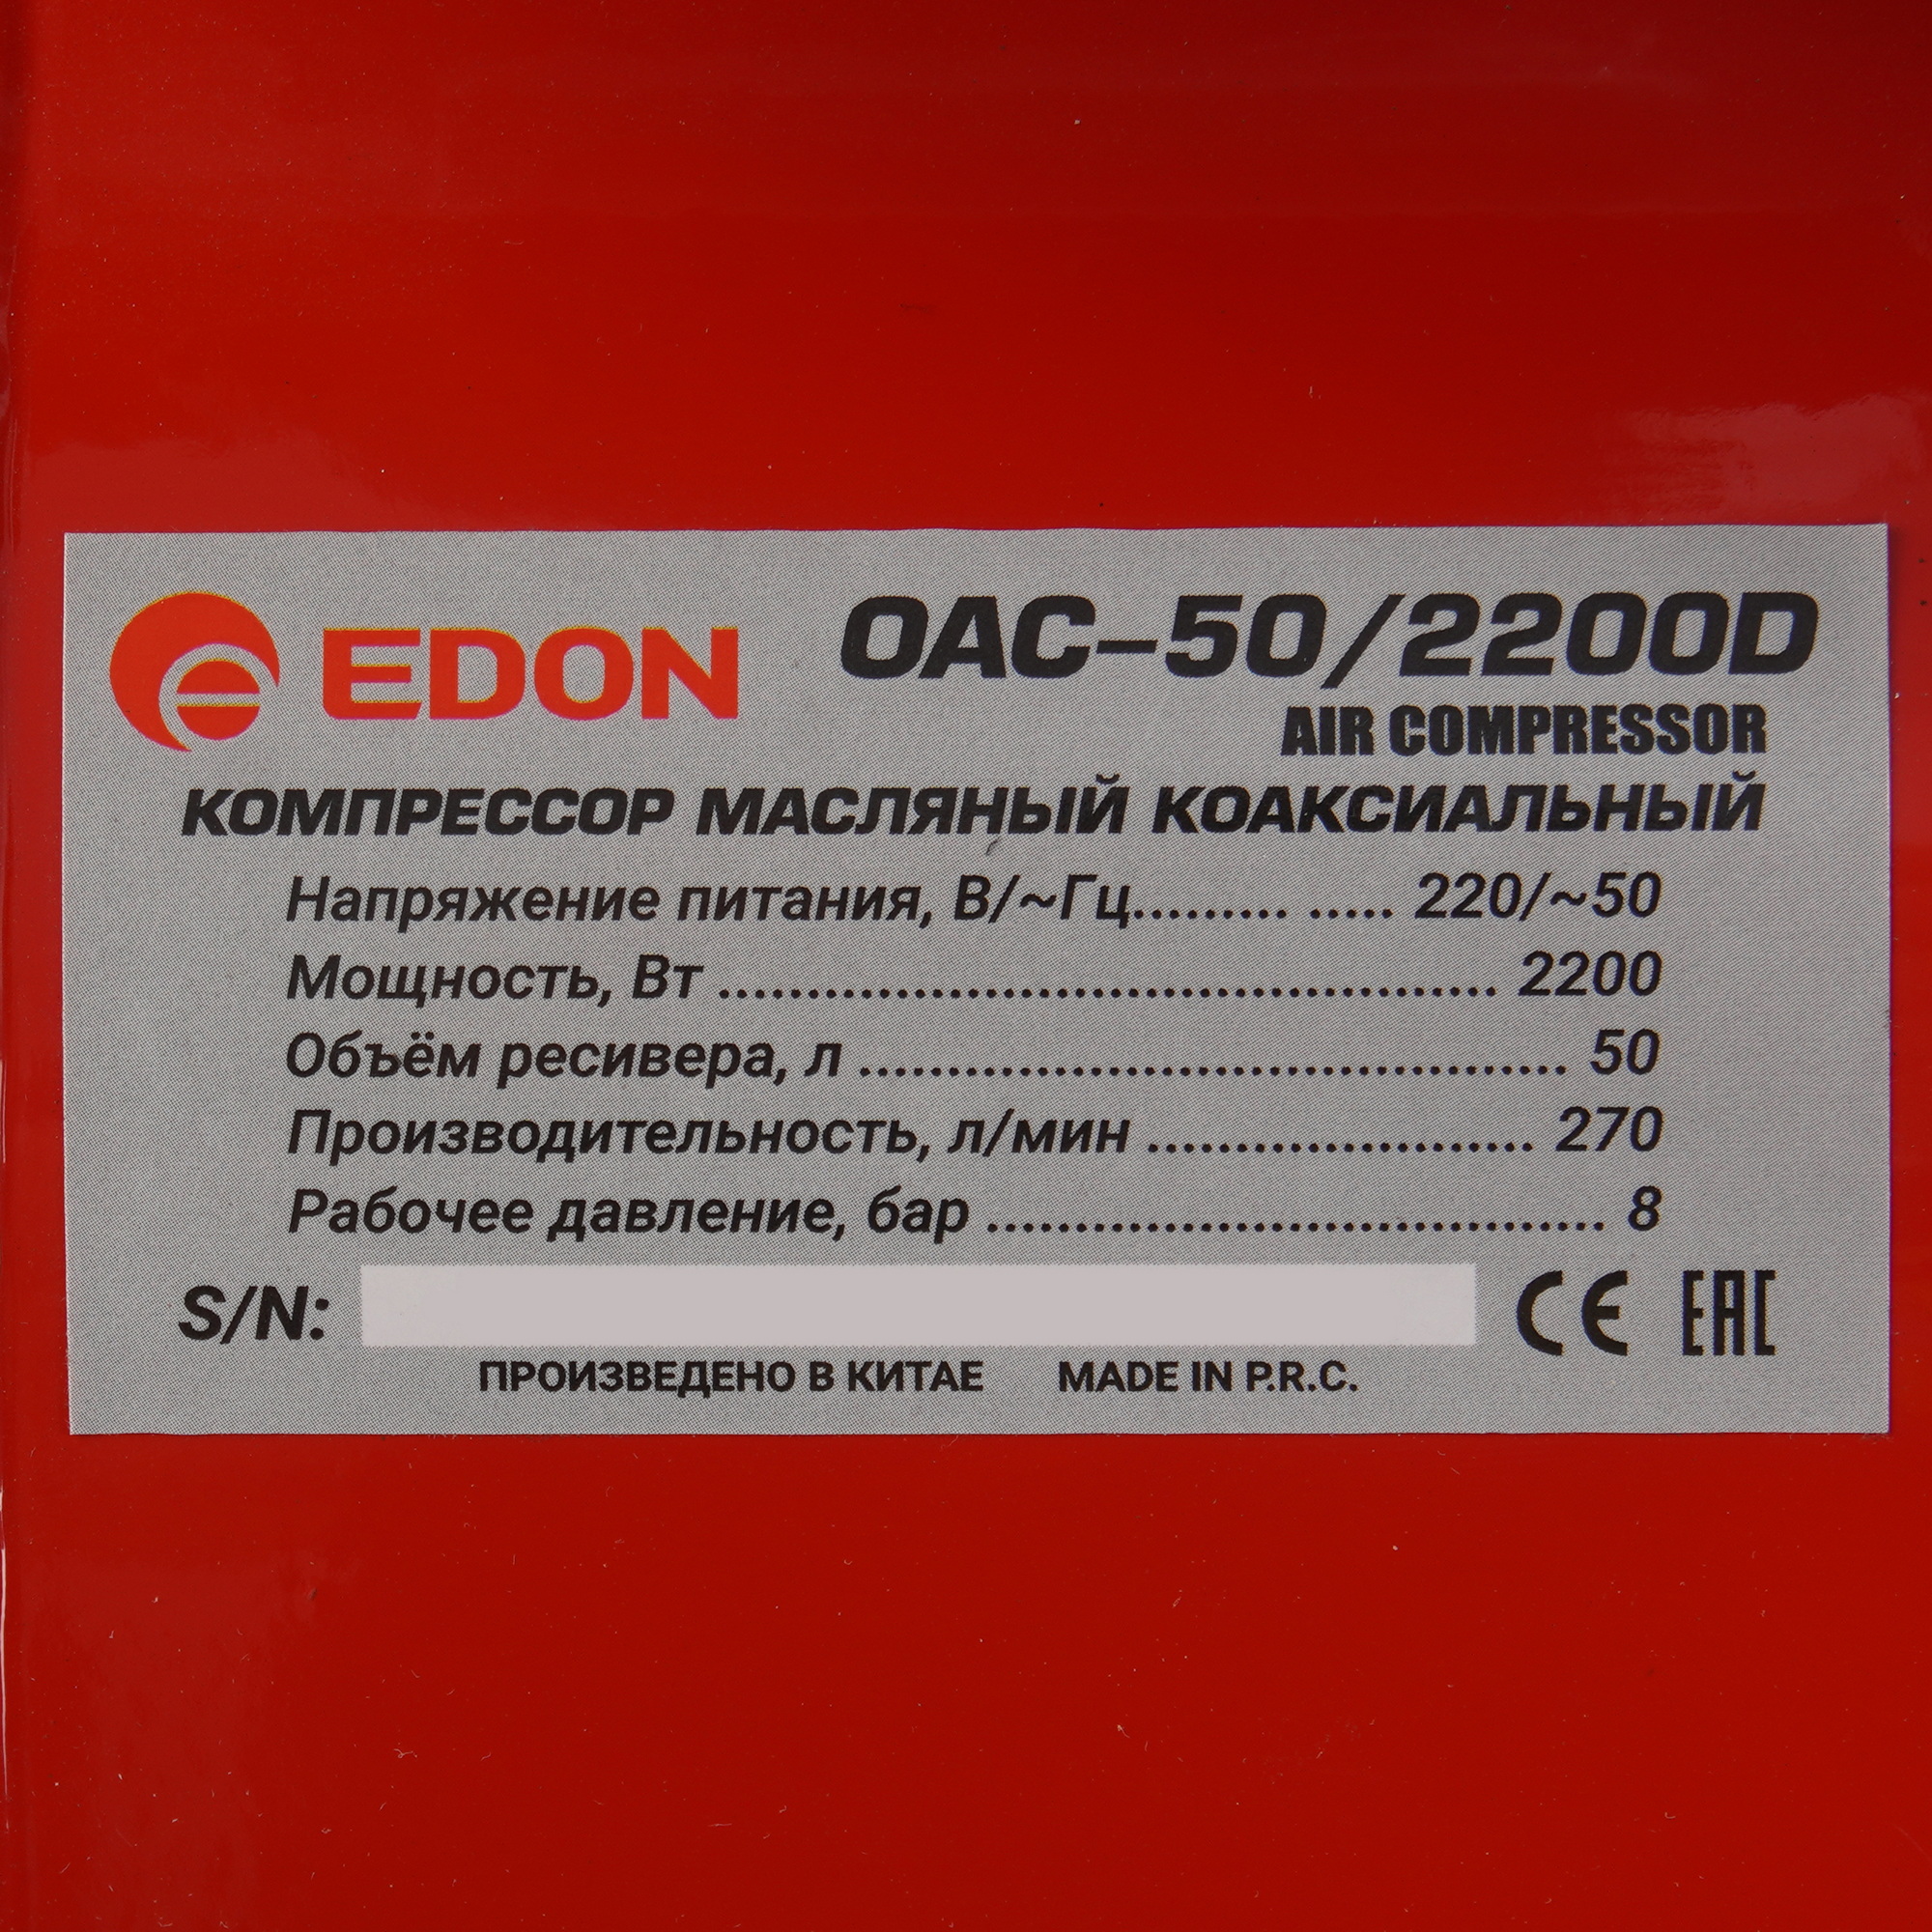 EDON
ОАС-50/2200D
AIR COMPRESSOR
КОМПРЕССОР МАСЛЯНЫЙ КОАКСИАЛЬНЫЙ
Напряжение питания, В/~Гц......... ..... 220/~50
Мощность, Вт ............................................ 2200
Объём ресивера, л ........................................ 50
Производительность, л/мин ...................... 270
Рабочее давление, бар ................................... 8
S/N:
CE EAC
ПРОИЗВЕДЕНО В КИТАЕ MADE IN P.R.C.